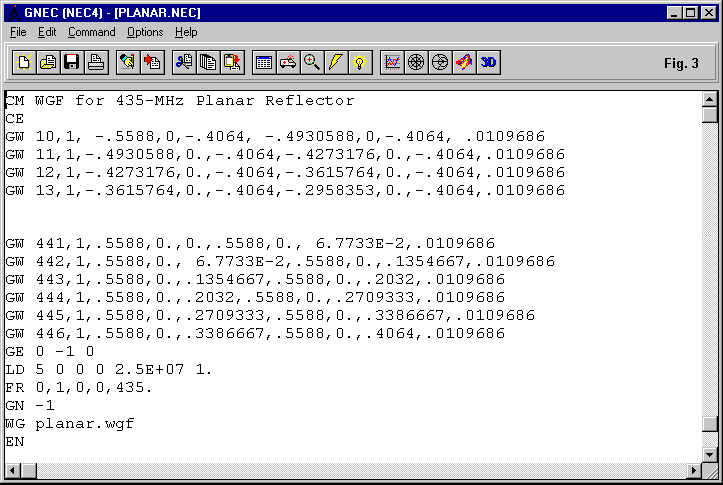 GNEC (NEC4) - [PLANAR.NEC]
File Edit Command Options Help
3D Fig. 3
CM WGF for 435-MHz Planar Reflector
CE
GW 10,1, -.5588,0,-.4064, -.4930588,0,-.4064, .0109686
GW 11,1,-.4930588,0.,-.4064,-.4273176,0.,-.4064,.0109686
GW 12,1,-.4273176,0.,-.4064,-.3615764,0.,-.4064,.0109686
GW 13,1,-.3615764,0.,-.4064,-.2958353,0.,-.4064,.0109686
GW 441,1,.5588,0.,0.,.5588,0., 6.7733E-2,.0109686
GW 442,1,.5588,0., 6.7733E-2,.5588,0.,.1354667,.0109686
GW 443,1,.5588,0.,.1354667,.5588,0.,.2032,.0109686
GW 444,1,.5588,0.,.2032,.5588,0.,.2709333,.0109686
GW 445,1,.5588,0.,.2709333,.5588,0.,.3386667,.0109686
GW 446,1,.5588,0.,.3386667,.5588,0.,.4064,.0109686
GE 0 -1 0
LD 5 0 0 0 2.5E+07 1.
FR 0,1,0,0,435.
GN -1
WG planar.wgf
EN